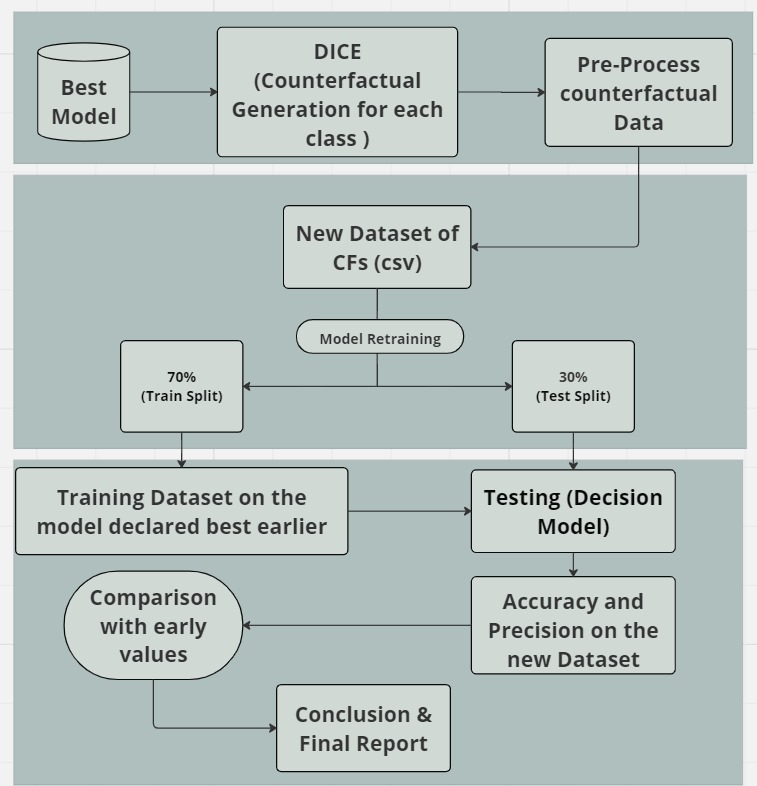 Best
Model
DICE
(Counterfactual
Generation for each
class )
Pre-Process
counterfactual
Data
New Dataset of
CFs (csv)
Model Retraining
70%
(Train Split)
30%
(Test Split)
Training Dataset on the
model declared best earlier
Testing (Decision
Model)
Comparison
with early
values
Accuracy and
Precision on the
new Dataset
Conclusion &
Final Report